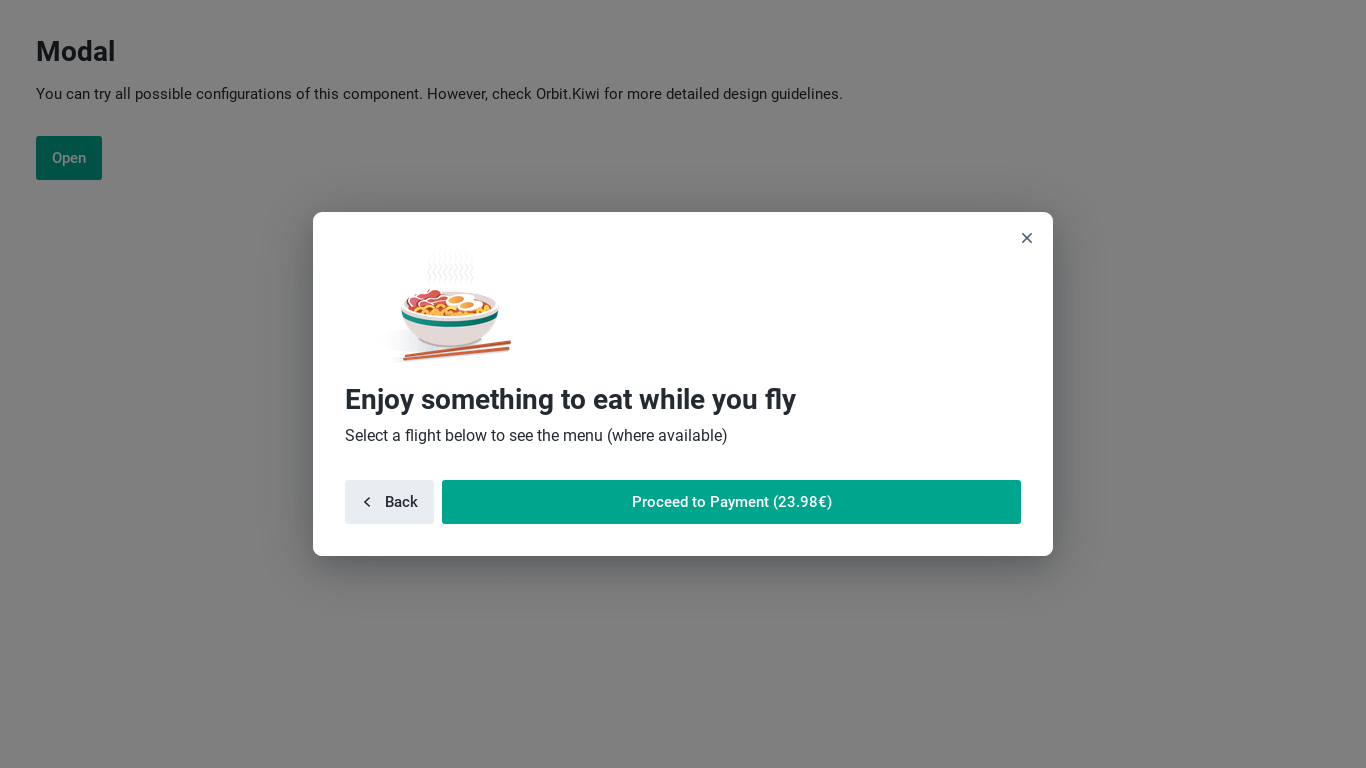 Modal
You can try all possible configurations of this component. However, check Orbit.Kiwi for more detailed design guidelines.
Open
Enjoy something to eat while you fly
Select a flight below to see the menu (where available)
Back
Proceed to Payment (23.98€)